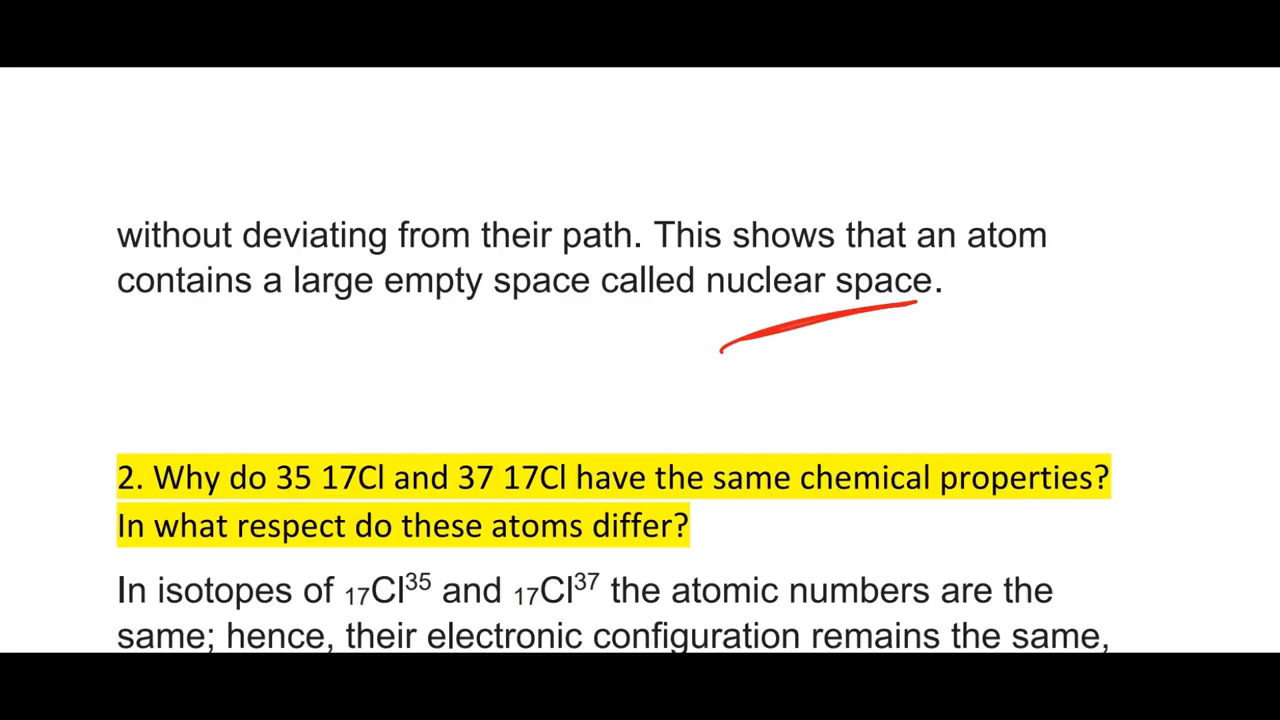 without deviating from their path. This shows that an atom
contains a large empty space called nuclear space.
2. Why do 35 17Cl and 37 17Cl have the same chemical properties?
In what respect do these atoms differ?
In isotopes of ₁₇Cl³⁵ and ₁₇Cl³⁷ the atomic numbers are the
same; hence, their electronic configuration remains the same,